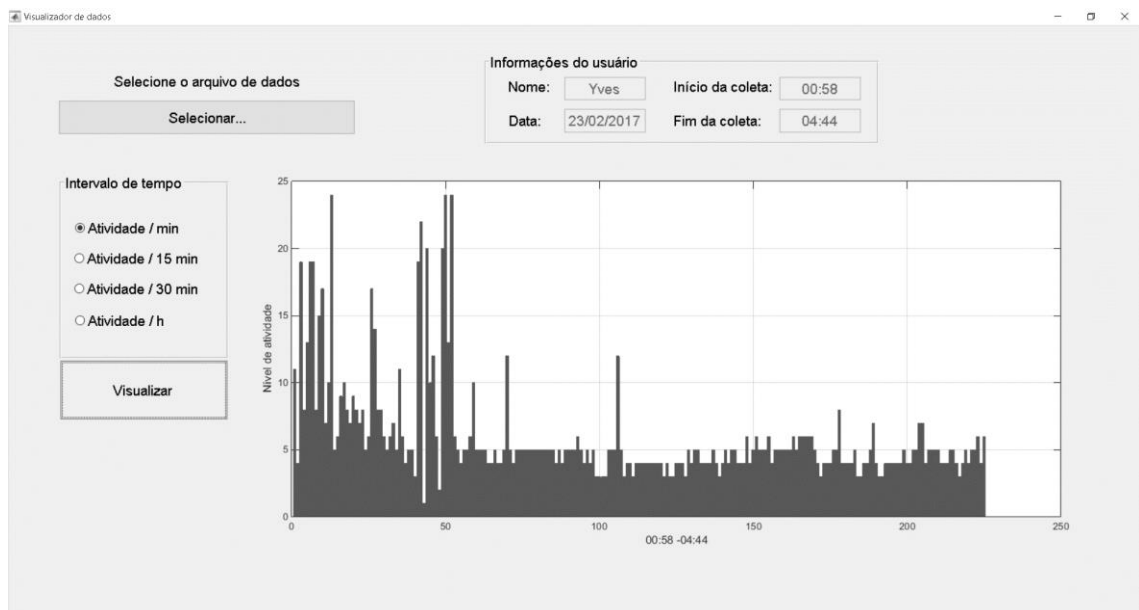 Visualizador de dados
Selecione o arquivo de dados
Selecionar...
Informações do usuário
Nome: Yves Início da coleta: 00:58
Data: 23/02/2017 Fim da coleta: 04:44
Intervalo de tempo
Atividade / min
Atividade / 15 min
Atividade / 30 min
Atividade / h
Visualizar
Nível de atividade
25
20
15
10
5
0
0 50 100 150 200 250
00:58 -04:44